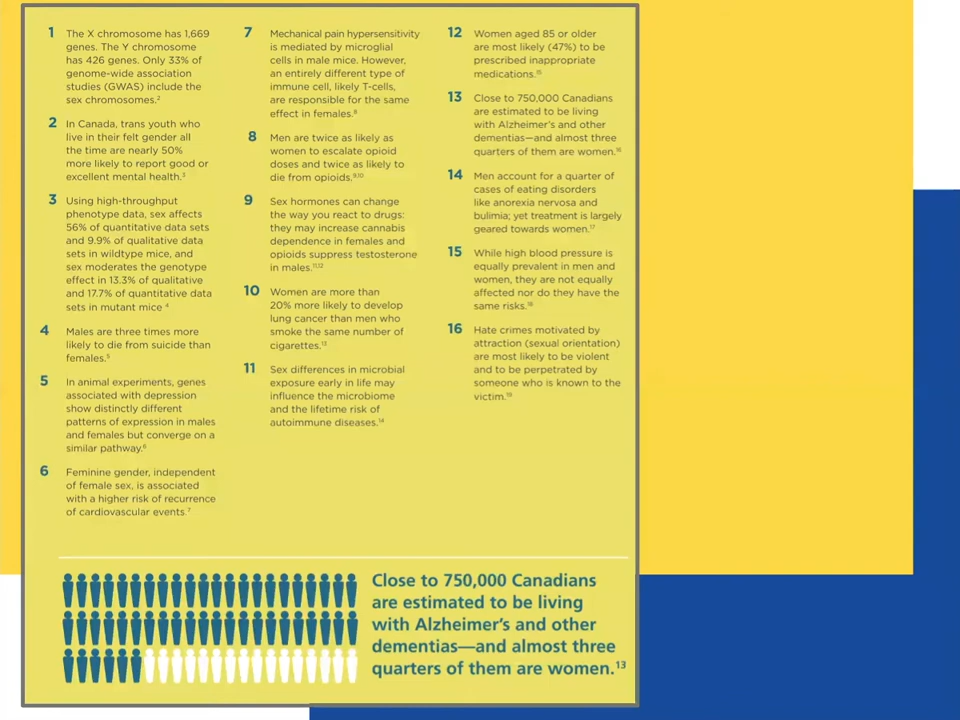 1 The X chromosome has 1,669
genes. The Y chromosome
has 426 genes. Only 33% of
genome-wide association
studies (GWAS) include the
sex chromosomes.2
2 In Canada, trans youth who
live in their felt gender all
the time are nearly 50%
more likely to report good or
excellent mental health.3
3 Using high-throughput
phenotype data, sex affects
56% of quantitative data sets
and 9.9% of qualitative data
sets in wildtype mice, and
sex moderates the genotype
effect in 13.3% of qualitative
and 17.7% of quantitative data
sets in mutant mice 4
4 Males are three times more
likely to die from suicide than
females.5
5 In animal experiments, genes
associated with depression
show distinctly different
patterns of expression in males
and females but converge on a
similar pathway.6
6 Feminine gender, independent
of female sex, is associated
with a higher risk of recurrence
of cardiovascular events.7
7 Mechanical pain hypersensitivity
is mediated by microglial
cells in male mice. However,
an entirely different type of
immune cell, likely T-cells,
are responsible for the same
effect in females.8
8 Men are twice as likely as
women to escalate opioid
doses and twice as likely to
die from opioids.9,10
9 Sex hormones can change
the way you react to drugs:
they may increase cannabis
dependence in females and
opioids suppress testosterone
in males.11,12
10 Women are more than
20% more likely to develop
lung cancer than men who
smoke the same number of
cigarettes.13
11 Sex differences in microbial
exposure early in life may
influence the microbiome
and the lifetime risk of
autoimmune diseases.14
12 Women aged 85 or older
are most likely (47%) to be
prescribed inappropriate
medications.15
13 Close to 750,000 Canadians
are estimated to be living
with Alzheimer's and other
dementias—and almost three
quarters of them are women.16
14 Men account for a quarter of
cases of eating disorders
like anorexia nervosa and
bulimia; yet treatment is largely
geared towards women.17
15 While high blood pressure is
equally prevalent in men and
women, they are not equally
affected nor do they have the
same risks.18
16 Hate crimes motivated by
attraction (sexual orientation)
are most likely to be violent
and to be perpetrated by
someone who is known to the
victim.19
Close to 750,000 Canadians
are estimated to be living
with Alzheimer's and other
dementias—and almost three
quarters of them are women.13